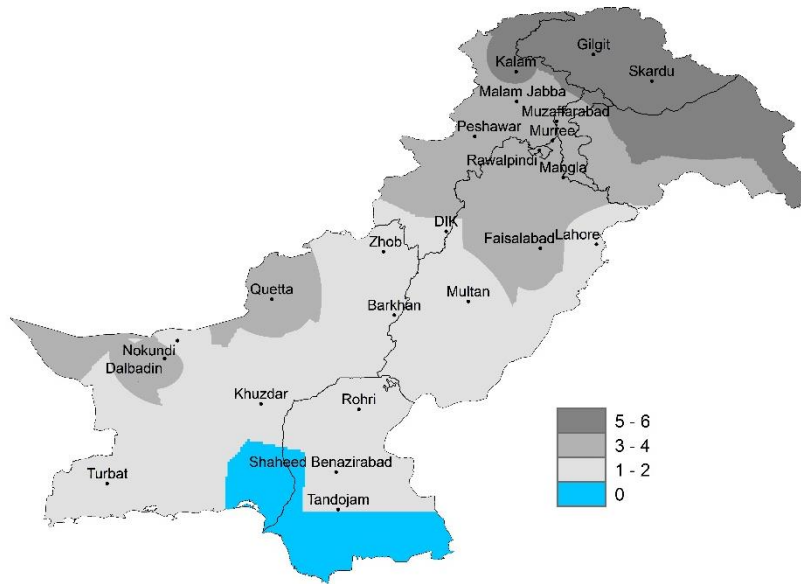 Gilgit
Kalam
Skardu
Malam Jabba
Muzaffarabad
Peshawar
Murree
Rawalpindi
Mangla
DIK
Zhob
Faisalabad
Lahore
Quetta
Multan
Barkhan
Nokundi
Dalbadin
Khuzdar
Rohri
Shaheed Benazirabad
Turbat
Tandojam
5 - 6
3 - 4
1 - 2
0